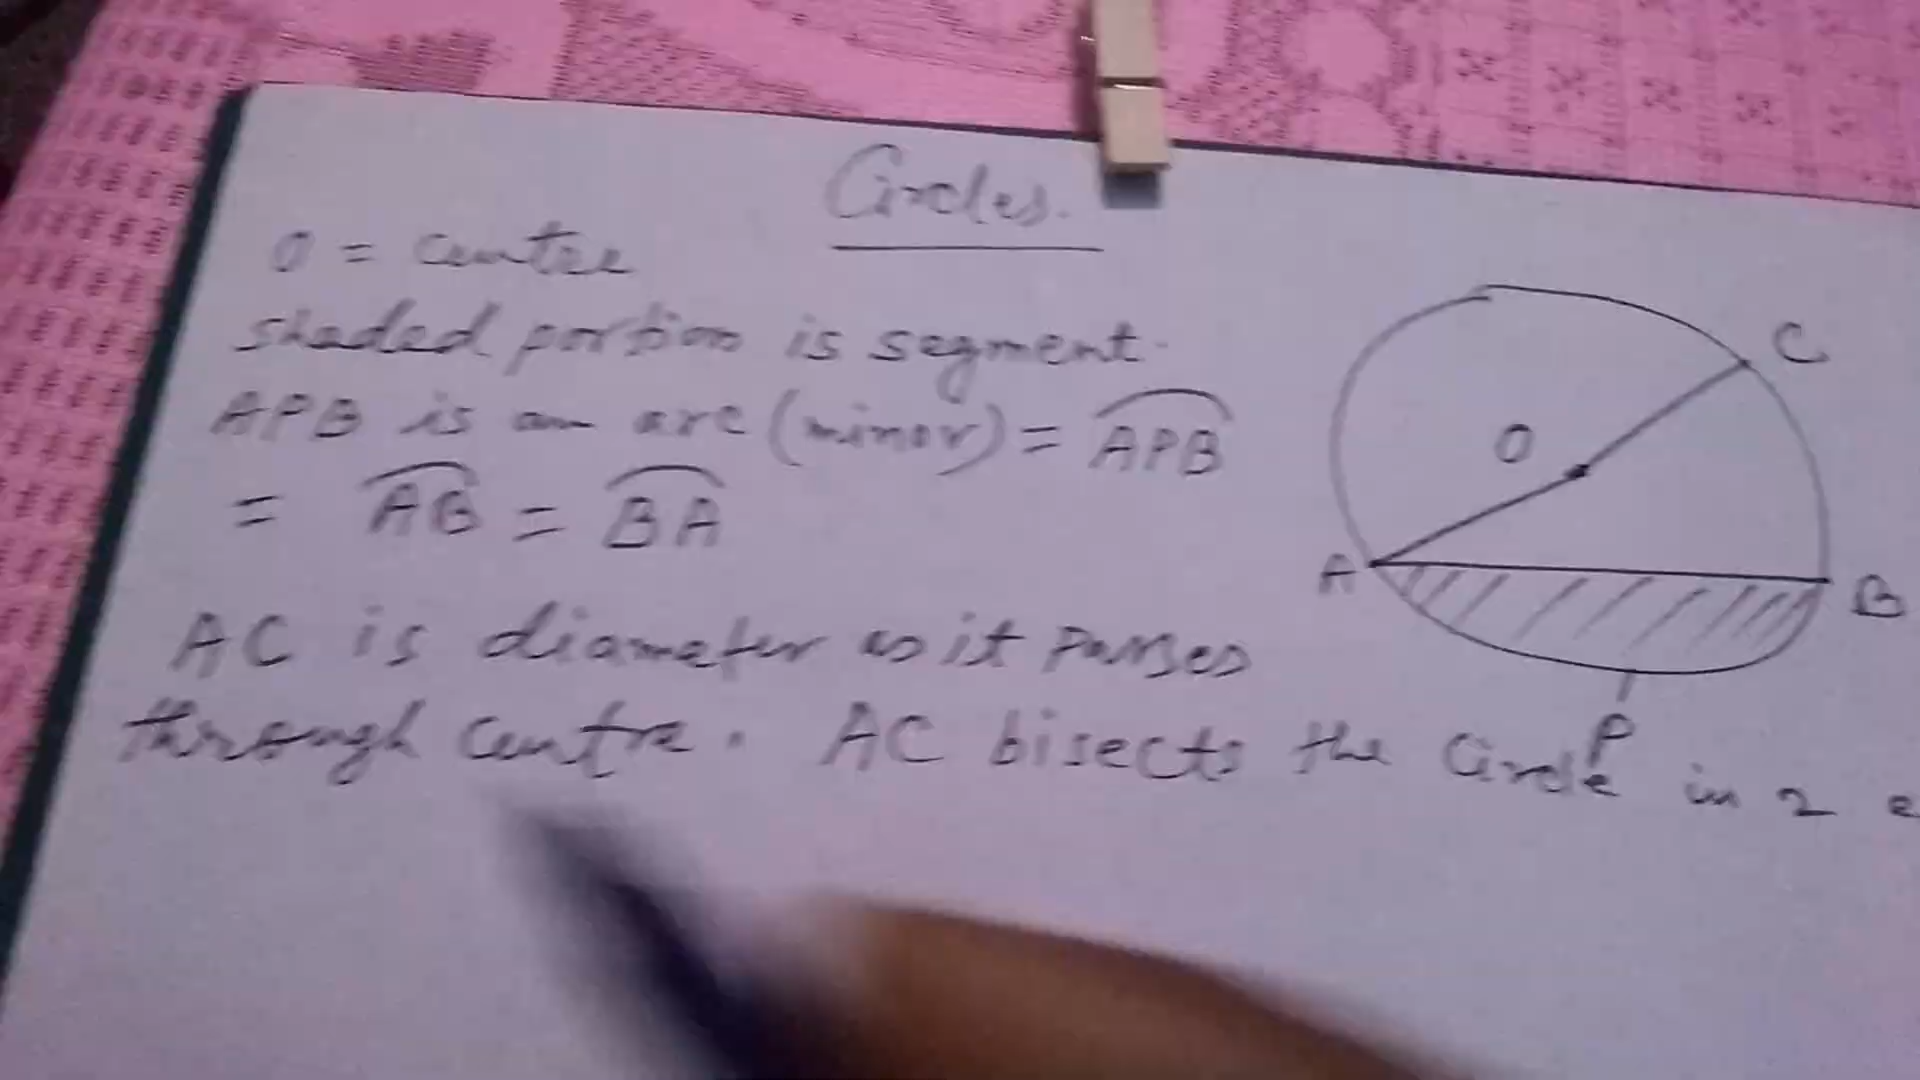 Circles.
O = centre
shaded portion is segment.
APB is an arc (minor) = APB
= AB = BA
AC is diameter as it passes
through centre. AC bisects the Circle in 2 e
O
C
A
B
P